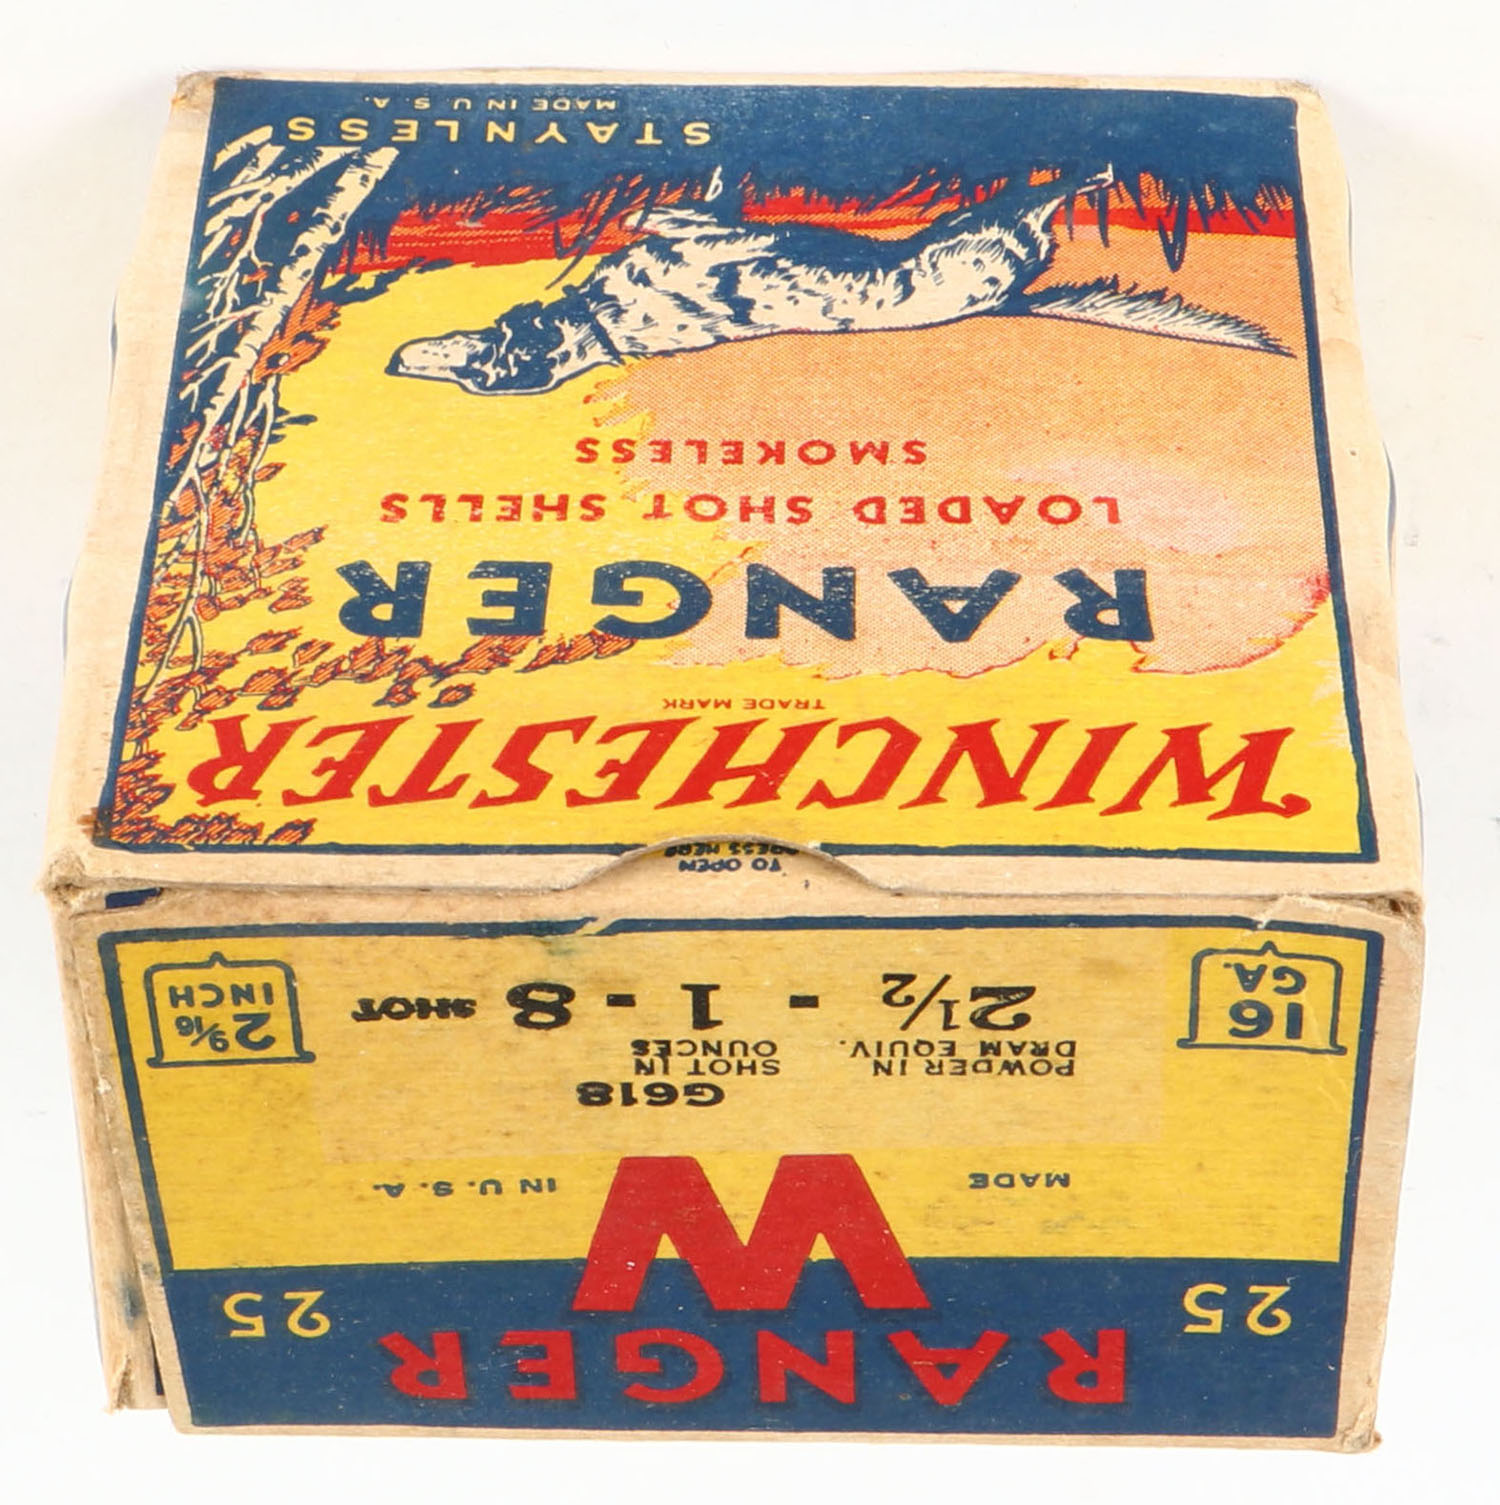 RANGER
25 W 25
MADE IN U.S.A.
G618
POWDER IN SHOT IN
DRAM EQUIV. OUNCES
2½ - 1 - 8 SHOT
16
GA.
2 9/16
INCH
TO OPEN
PRESS HERE
WINCHESTER
TRADE MARK
RANGER
LOADED SHOT SHELLS
SMOKELESS
STAYNLESS
MADE IN U.S.A.